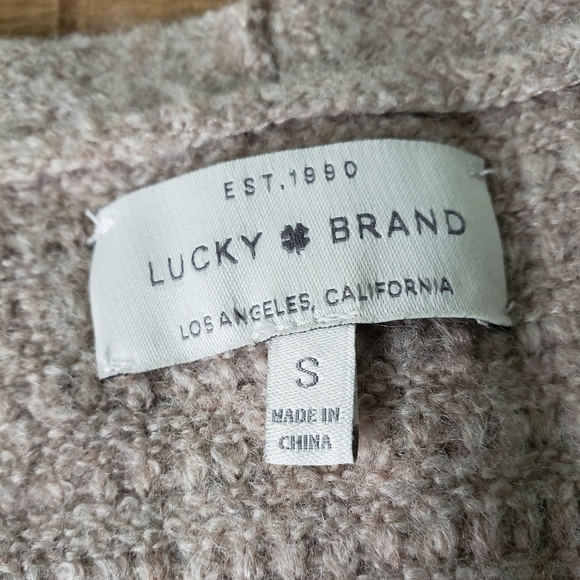 EST. 1990
LUCKY BRAND
LOS ANGELES, CALIFORNIA
S
MADE IN
CHINA